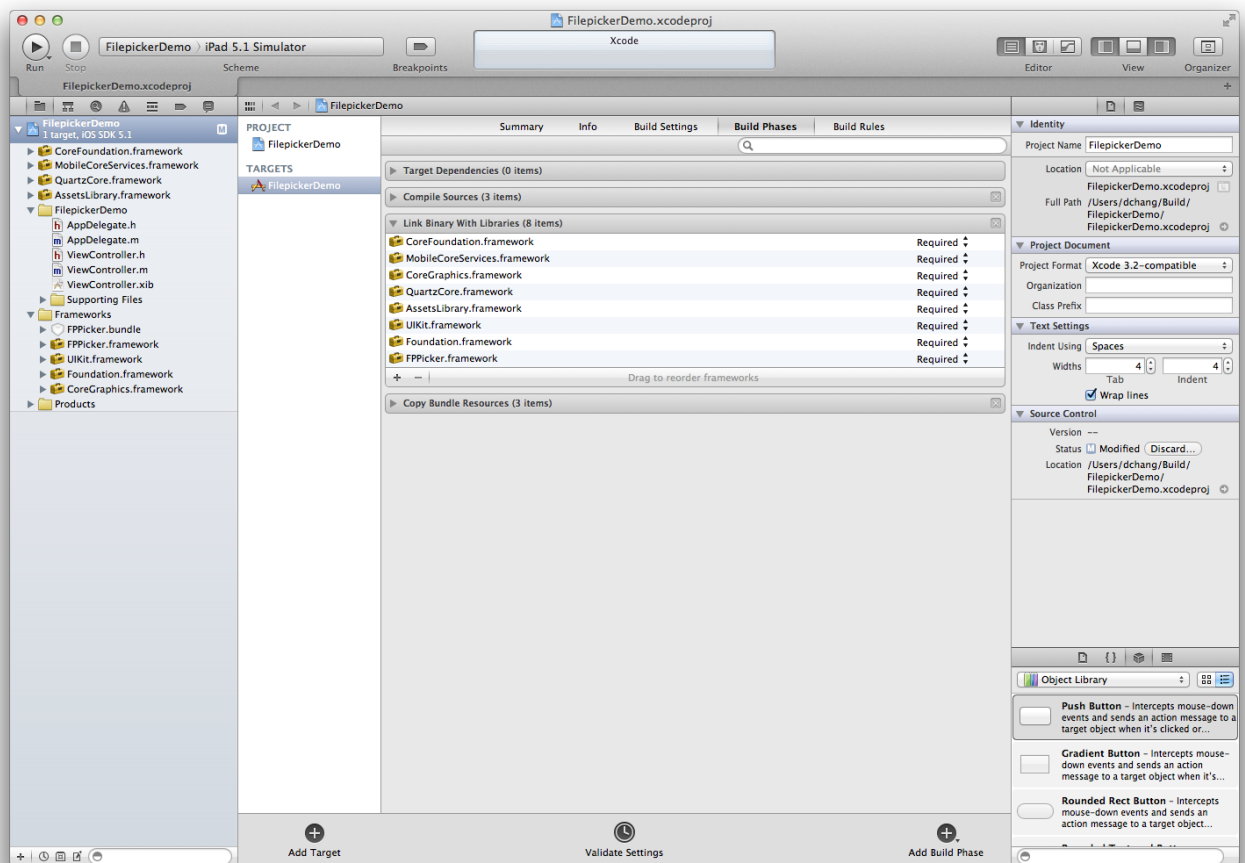 FilepickerDemo.xcodeproj
FilepickerDemo iPad 5.1 Simulator
Xcode
Run Stop Scheme Breakpoints Editor View Organizer
FilepickerDemo.xcodeproj
FilepickerDemo
FilepickerDemo
1 target, iOS SDK 5.1
M
CoreFoundation.framework
MobileCoreServices.framework
QuartzCore.framework
AssetsLibrary.framework
FilepickerDemo
h AppDelegate.h
m AppDelegate.m
h ViewController.h
m ViewController.m
ViewController.xib
Supporting Files
Frameworks
FPPicker.bundle
FPPicker.framework
UIKit.framework
Foundation.framework
CoreGraphics.framework
Products
PROJECT
FilepickerDemo
TARGETS
FilepickerDemo
Summary Info Build Settings Build Phases Build Rules
Target Dependencies (0 items)
Compile Sources (3 items)
Link Binary With Libraries (8 items)
CoreFoundation.framework Required
MobileCoreServices.framework Required
CoreGraphics.framework Required
QuartzCore.framework Required
AssetsLibrary.framework Required
UIKit.framework Required
Foundation.framework Required
FPPicker.framework Required
+ − Drag to reorder frameworks
Copy Bundle Resources (3 items)
Add Target Validate Settings Add Build Phase
Identity
Project Name FilepickerDemo
Location Not Applicable
FilepickerDemo.xcodeproj
Full Path /Users/dchang/Build/
FilepickerDemo/
FilepickerDemo.xcodeproj
Project Document
Project Format Xcode 3.2-compatible
Organization
Class Prefix
Text Settings
Indent Using Spaces
Widths 4 4
Tab Indent
Wrap lines
Source Control
Version --
Status M Modified Discard...
Location /Users/dchang/Build/
FilepickerDemo/
FilepickerDemo.xcodeproj
{}
Object Library
Push Button – Intercepts mouse-down
events and sends an action message to a
target object when it's clicked or...
Gradient Button – Intercepts mouse-
down events and sends an action
message to a target object when it's...
Rounded Rect Button – Intercepts
mouse-down events and sends an
action message to a target object...